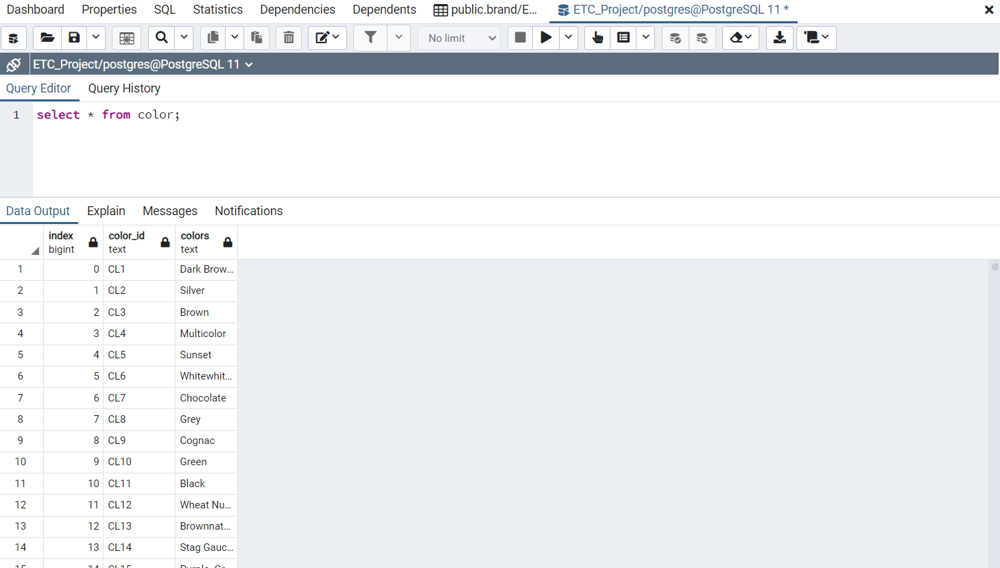 Dashboard Properties SQL Statistics Dependencies Dependents public.brand/E... ETC_Project/postgres@PostgreSQL 11 *
No limit
ETC_Project/postgres@PostgreSQL 11
Query Editor Query History
1 select * from color;
Data Output Explain Messages Notifications
index color_id colors
bigint text text
1 0 CL1 Dark Brow...
2 1 CL2 Silver
3 2 CL3 Brown
4 3 CL4 Multicolor
5 4 CL5 Sunset
6 5 CL6 Whitewhit...
7 6 CL7 Chocolate
8 7 CL8 Grey
9 8 CL9 Cognac
10 9 CL10 Green
11 10 CL11 Black
12 11 CL12 Wheat Nu...
13 12 CL13 Brownnat...
14 13 CL14 Stag Gauc...
15 14 CL15